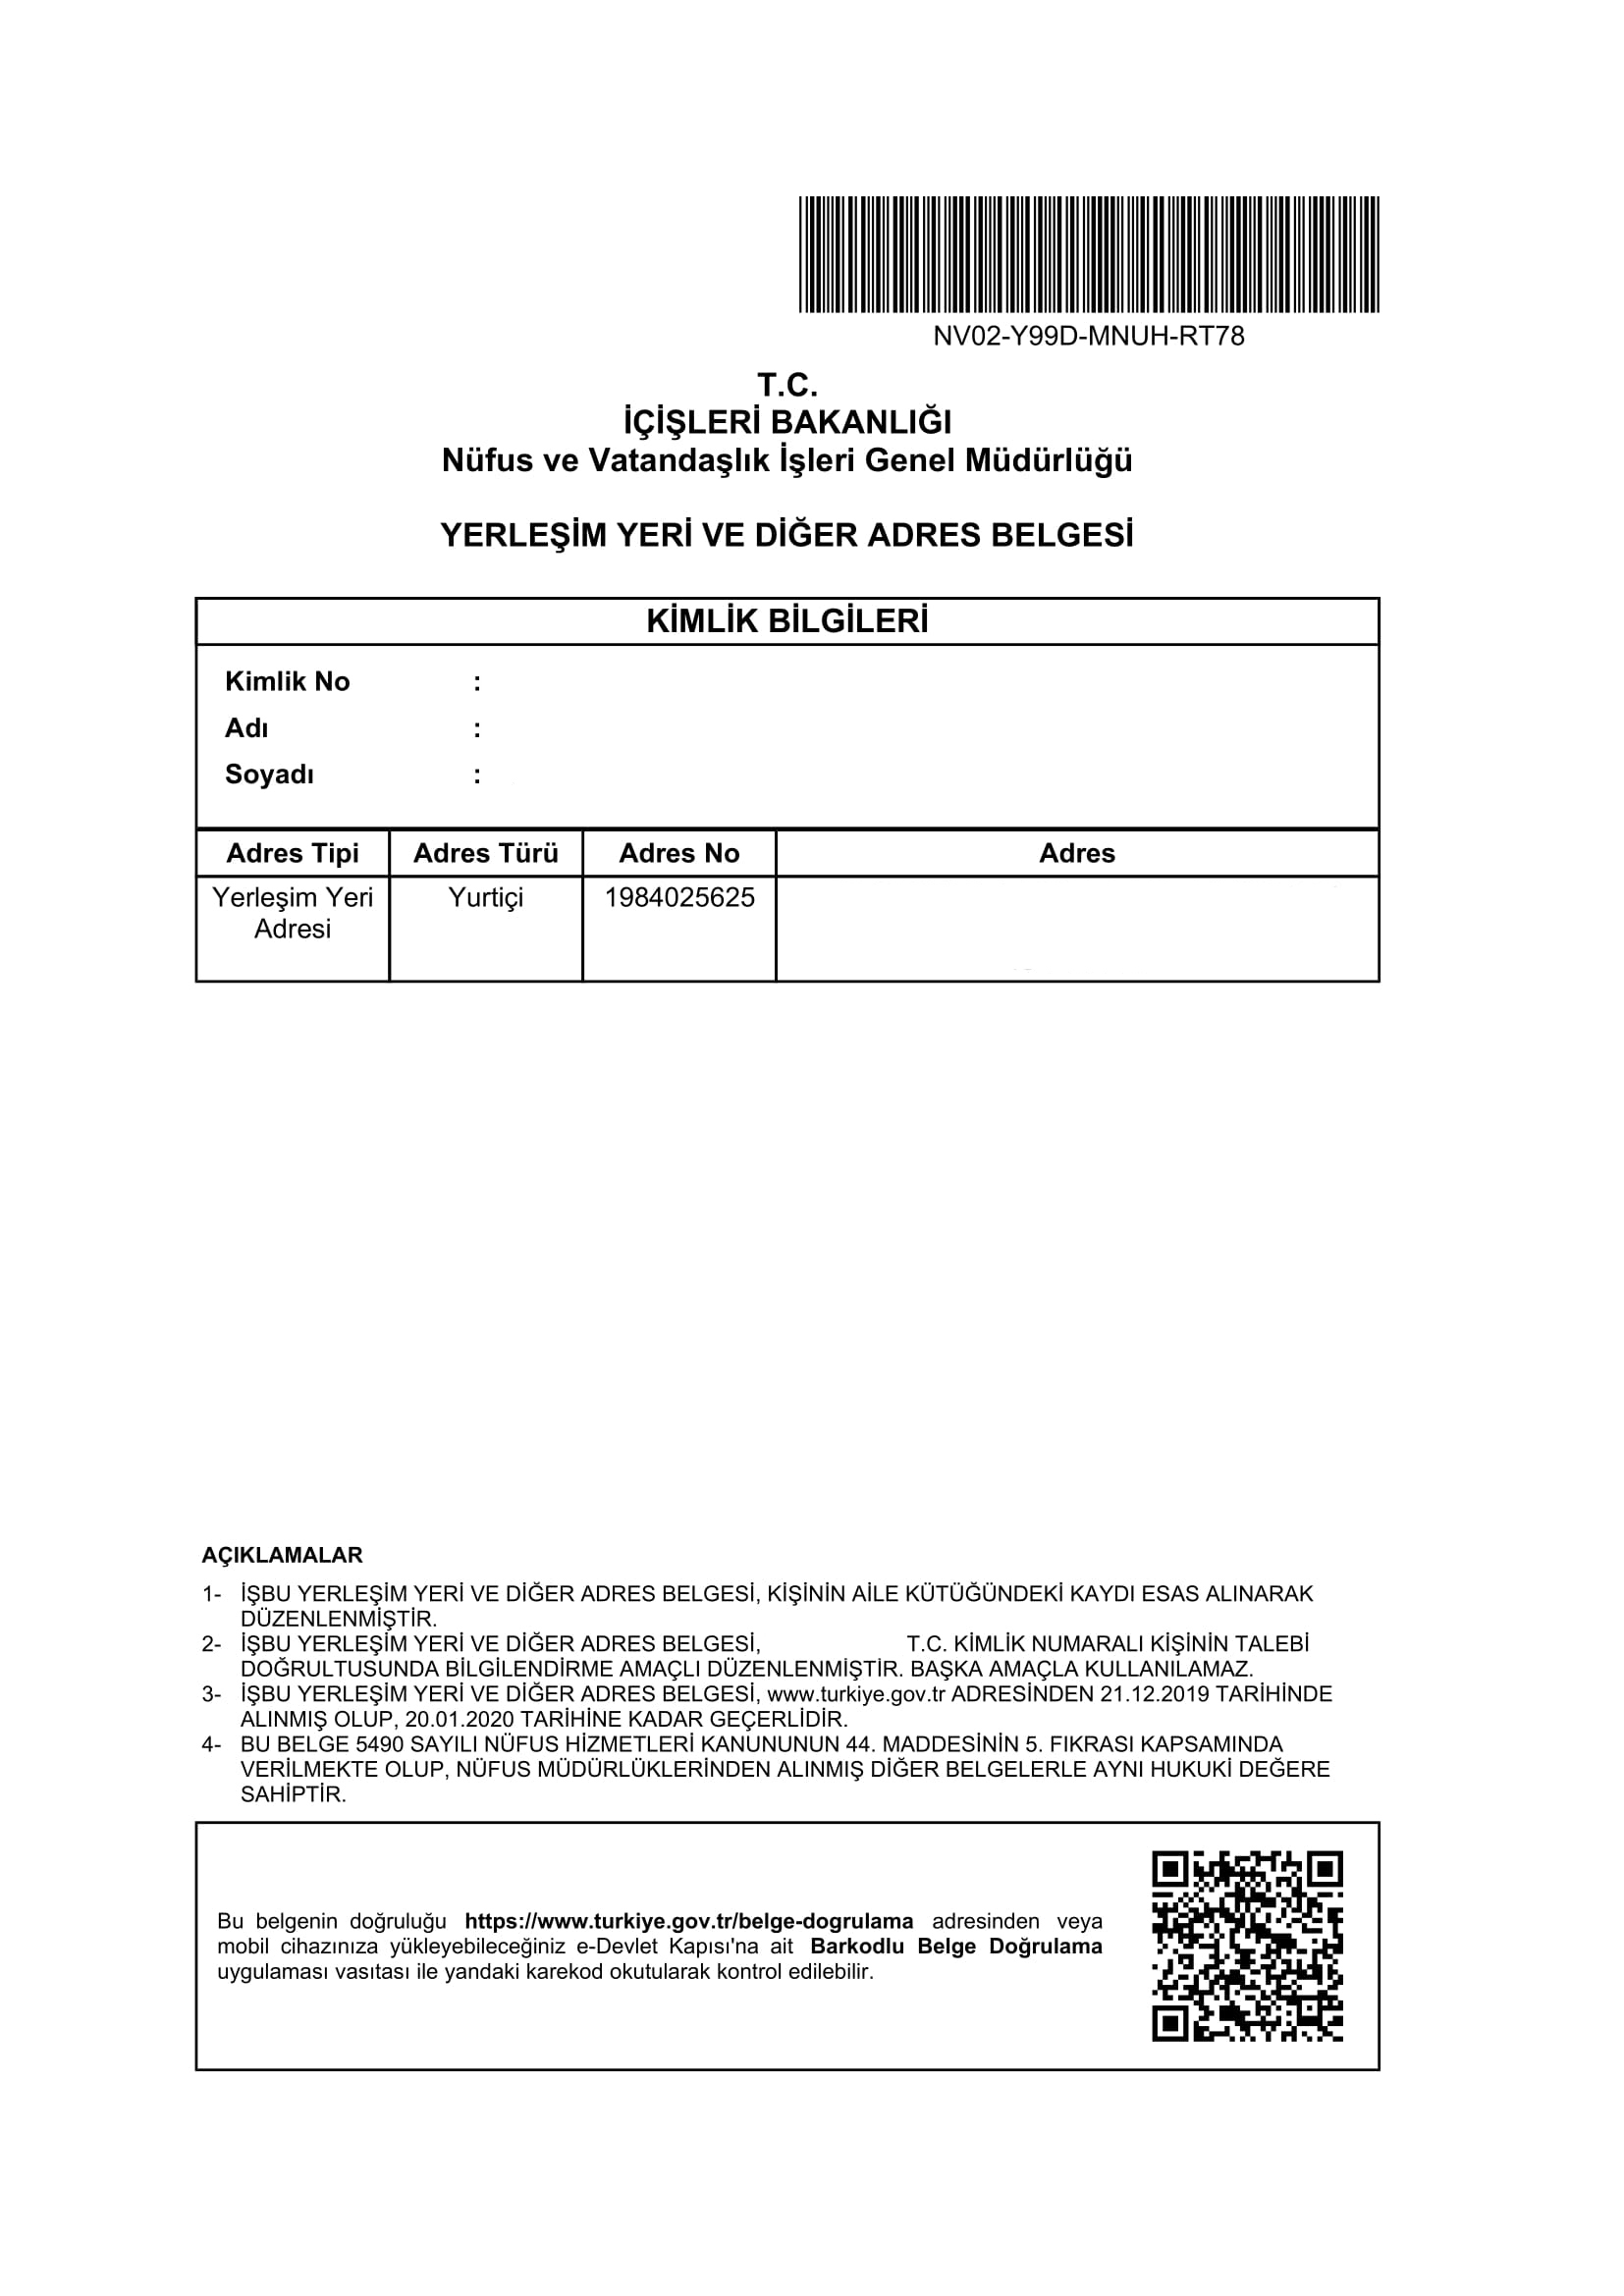 NV02-Y99D-MNUH-RT78
T.C.
İÇİŞLERİ BAKANLIĞI
Nüfus ve Vatandaşlık İşleri Genel Müdürlüğü
YERLEŞİM YERİ VE DİĞER ADRES BELGESİ
KİMLİK BİLGİLERİ
Kimlik No :
Adı :
Soyadı :
Adres Tipi Adres Türü Adres No Adres
Yerleşim Yeri Yurtiçi 1984025625
Adresi
AÇIKLAMALAR
1- İŞBU YERLEŞİM YERİ VE DİĞER ADRES BELGESİ, KİŞİNİN AİLE KÜTÜĞÜNDEKİ KAYDI ESAS ALINARAK
DÜZENLENMİŞTİR.
2- İŞBU YERLEŞİM YERİ VE DİĞER ADRES BELGESİ, T.C. KİMLİK NUMARALI KİŞİNİN TALEBİ
DOĞRULTUSUNDA BİLGİLENDİRME AMAÇLI DÜZENLENMİŞTİR. BAŞKA AMAÇLA KULLANILAMAZ.
3- İŞBU YERLEŞİM YERİ VE DİĞER ADRES BELGESİ, www.turkiye.gov.tr ADRESİNDEN 21.12.2019 TARİHİNDE
ALINMIŞ OLUP, 20.01.2020 TARİHİNE KADAR GEÇERLİDİR.
4- BU BELGE 5490 SAYILI NÜFUS HİZMETLERİ KANUNUNUN 44. MADDESİNİN 5. FIKRASI KAPSAMINDA
VERİLMEKTE OLUP, NÜFUS MÜDÜRLÜKLERİNDEN ALINMIŞ DİĞER BELGELERLE AYNI HUKUKİ DEĞERE
SAHİPTİR.
Bu belgenin doğruluğu https://www.turkiye.gov.tr/belge-dogrulama adresinden veya
mobil cihazınıza yükleyebileceğiniz e-Devlet Kapısı'na ait Barkodlu Belge Doğrulama
uygulaması vasıtası ile yandaki karekod okutularak kontrol edilebilir.